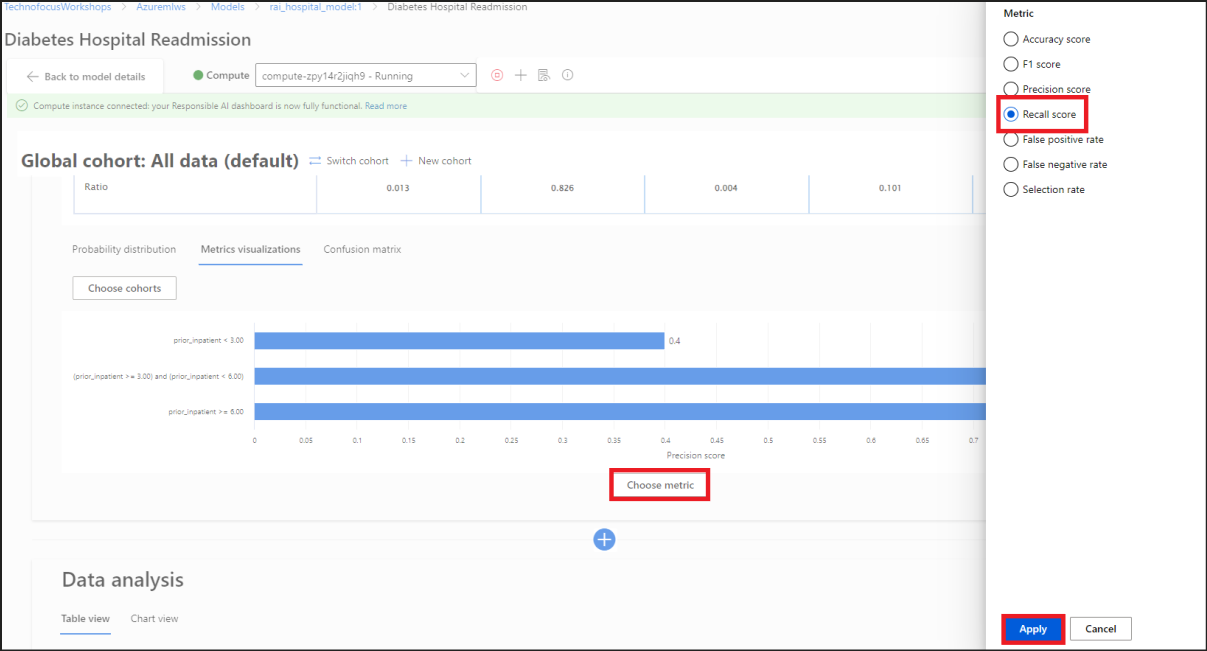 TechnofocusWorkshops > Azuremlws > Models > rai_hospital_model:1 > Diabetes Hospital Readmission
Diabetes Hospital Readmission
Back to model details
Compute
compute-zpy14r2jiqh9 - Running
Compute instance connected: your Responsible AI dashboard is now fully functional. Read more
Global cohort: All data (default)
Switch cohort
New cohort
Ratio 0.013 0.826 0.004 0.101
Probability distribution
Metrics visualizations
Confusion matrix
Choose cohorts
prior_inpatient < 3.00
0.4
(prior_inpatient >= 3.00) and (prior_inpatient < 6.00)
prior_inpatient >= 6.00
0 0.05 0.1 0.15 0.2 0.25 0.3 0.35 0.4 0.45 0.5 0.55 0.6 0.65 0.7
Precision score
Choose metric
Data analysis
Table view
Chart view
Metric
Accuracy score
F1 score
Precision score
Recall score
False positive rate
False negative rate
Selection rate
Apply
Cancel